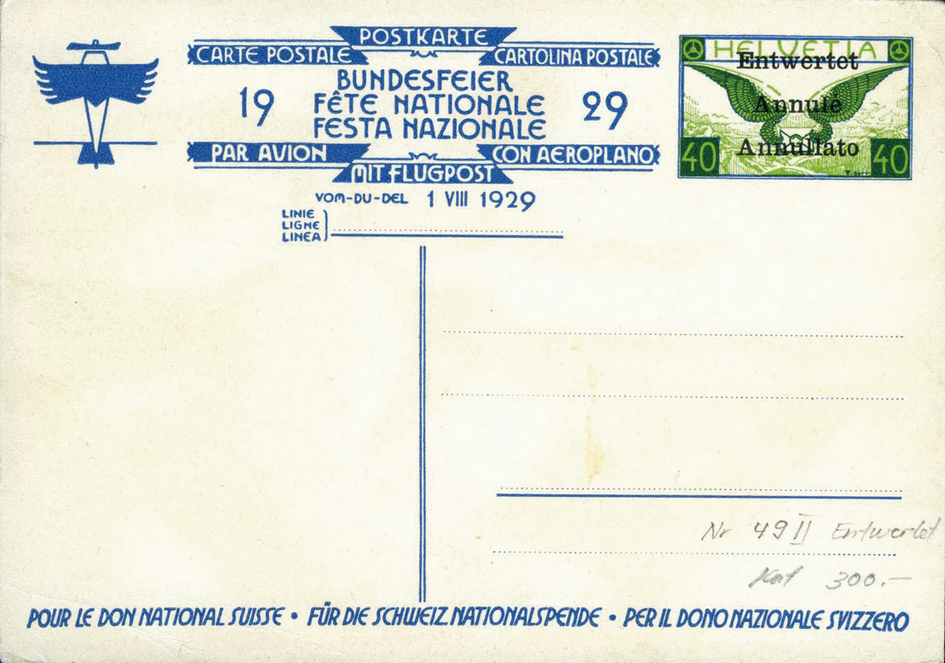 POSTKARTE
CARTE POSTALE CARTOLINA POSTALE
BUNDESFEIER
19 FÊTE NATIONALE 29
FESTA NAZIONALE
PAR AVION CON AEROPLANO
MIT FLUGPOST
VOM-DU-DEL 1 VIII 1929
LINIE
LIGNE
LINEA
HELVETIA
Entwertet
Annulé
Annullato
40 40
Nr 49 II Entwertet
Kat 300.—
POUR LE DON NATIONAL SUISSE • FÜR DIE SCHWEIZ. NATIONALSPENDE • PER IL DONO NAZIONALE SVIZZERO